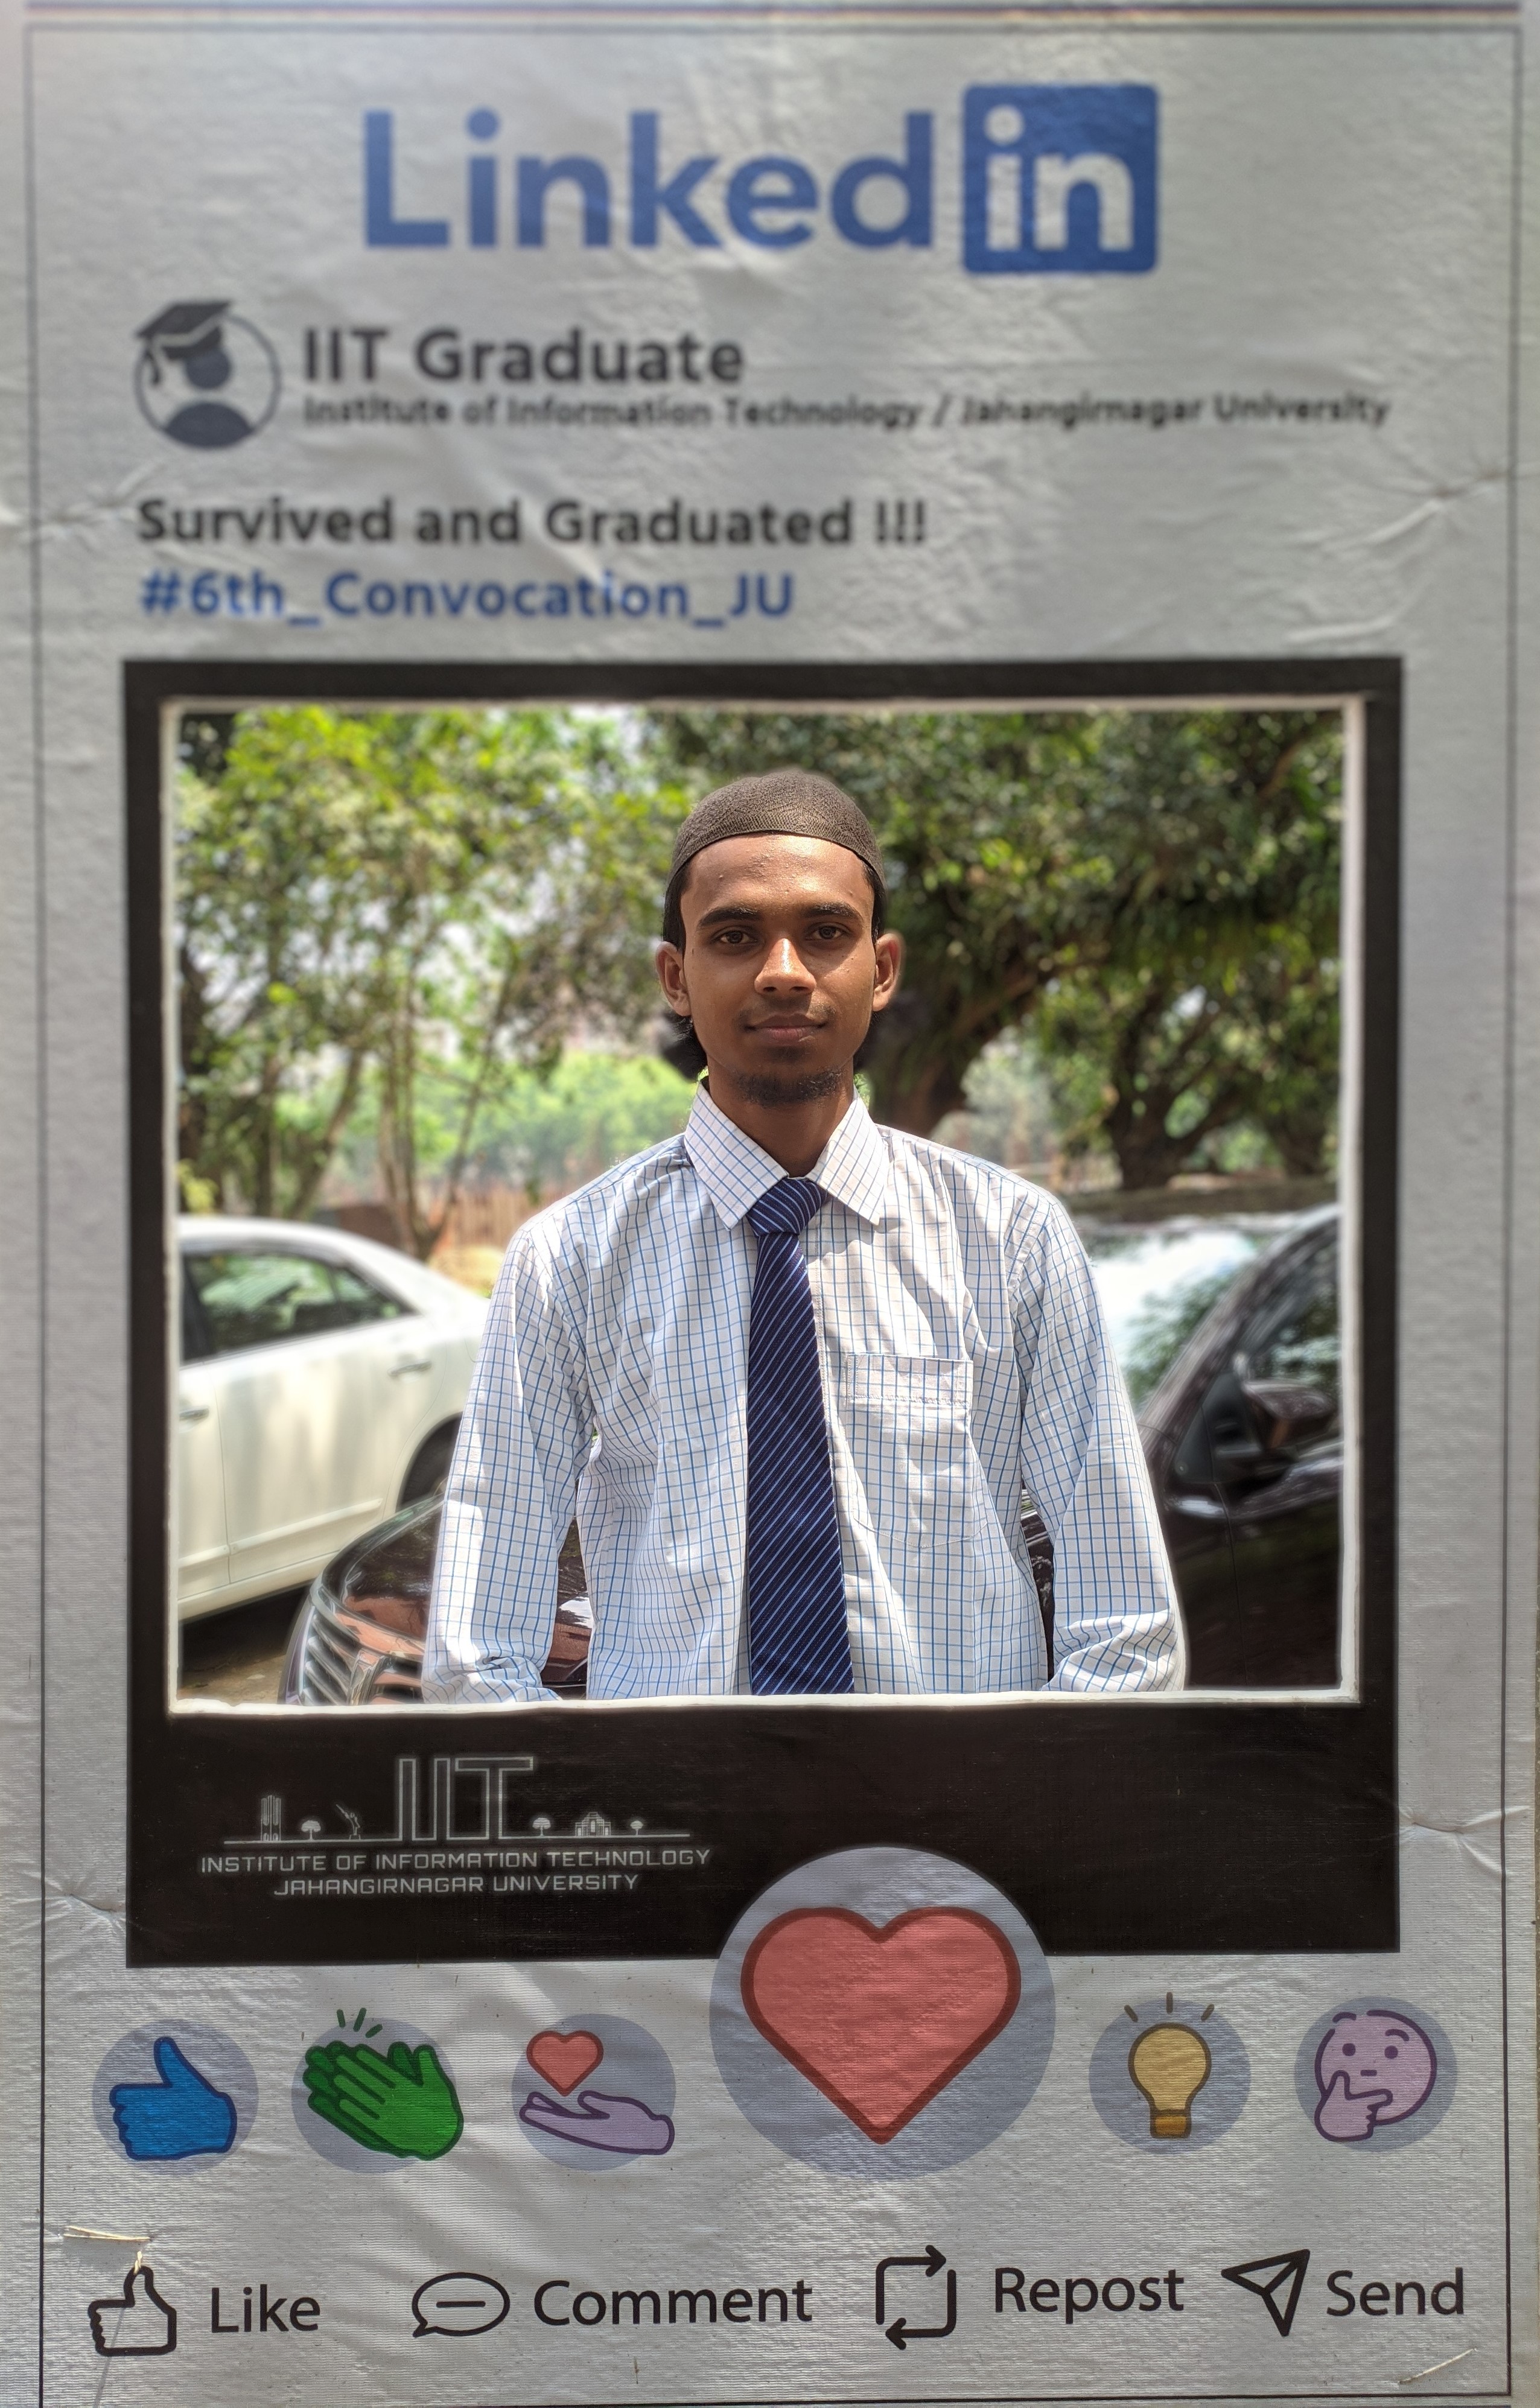 Linkedin
IIT Graduate
Institute of Information Technology / Jahangirnagar University
Survived and Graduated !!!
#6th_Convocation_JU
IIT
INSTITUTE OF INFORMATION TECHNOLOGY
JAHANGIRNAGAR UNIVERSITY
Like Comment Repost Send